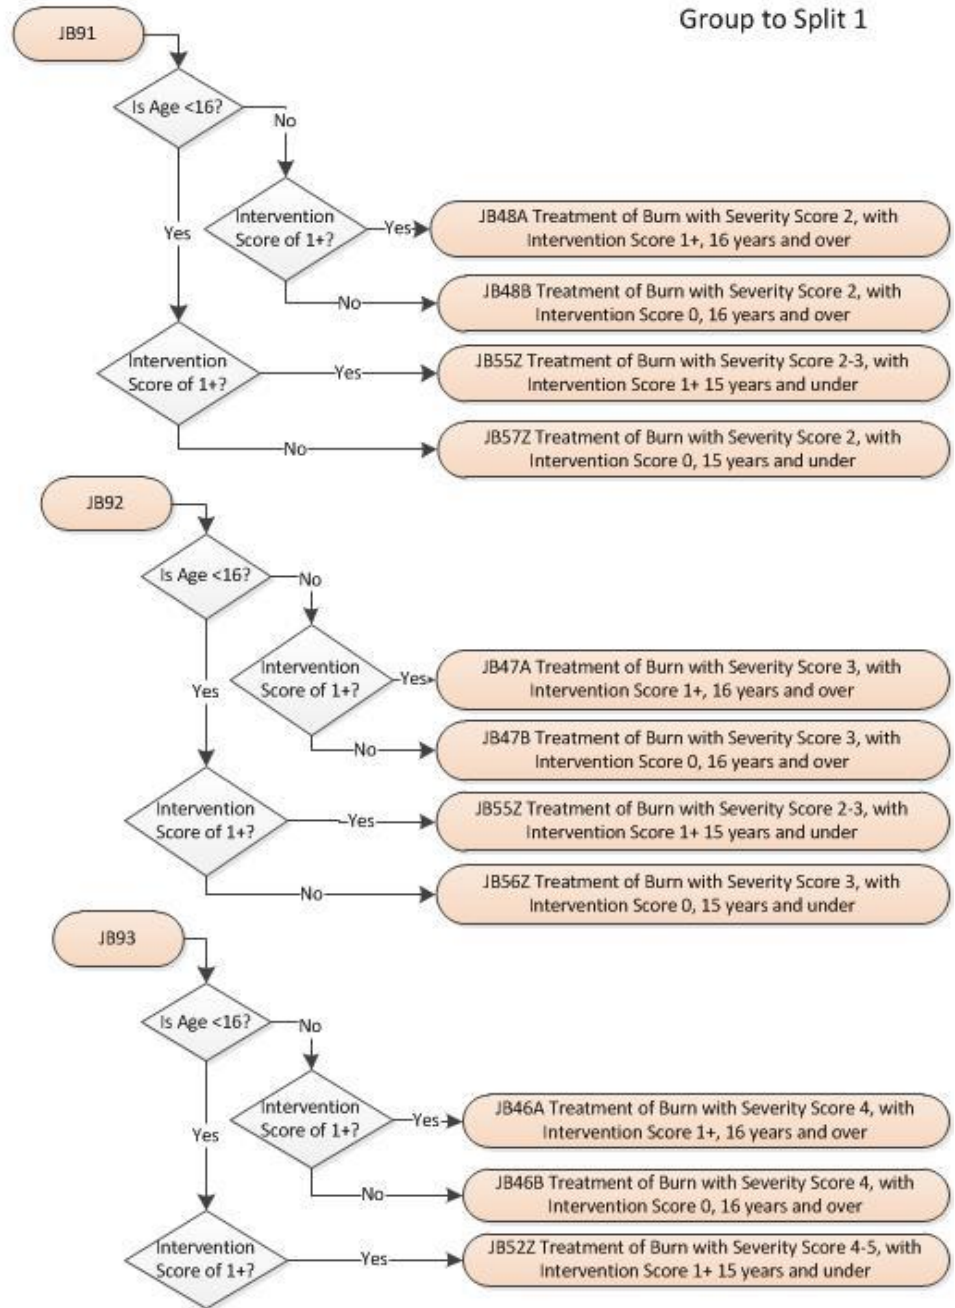 Group to Split 1
JB91
Is Age <16?
No
Yes
Intervention
Score of 1+?
Yes
JB48A Treatment of Burn with Severity Score 2, with
Intervention Score 1+, 16 years and over
No
JB48B Treatment of Burn with Severity Score 2, with
Intervention Score 0, 16 years and over
Intervention
Score of 1+?
Yes
JB55Z Treatment of Burn with Severity Score 2-3, with
Intervention Score 1+ 15 years and under
No
JB57Z Treatment of Burn with Severity Score 2, with
Intervention Score 0, 15 years and under
JB92
Is Age <16?
No
Yes
Intervention
Score of 1+?
Yes
JB47A Treatment of Burn with Severity Score 3, with
Intervention Score 1+, 16 years and over
No
JB47B Treatment of Burn with Severity Score 3, with
Intervention Score 0, 16 years and over
Intervention
Score of 1+?
Yes
JB55Z Treatment of Burn with Severity Score 2-3, with
Intervention Score 1+ 15 years and under
No
JB56Z Treatment of Burn with Severity Score 3, with
Intervention Score 0, 15 years and under
JB93
Is Age <16?
No
Yes
Intervention
Score of 1+?
Yes
JB46A Treatment of Burn with Severity Score 4, with
Intervention Score 1+, 16 years and over
No
JB46B Treatment of Burn with Severity Score 4, with
Intervention Score 0, 16 years and over
Intervention
Score of 1+?
Yes
JB52Z Treatment of Burn with Severity Score 4-5, with
Intervention Score 1+ 15 years and under